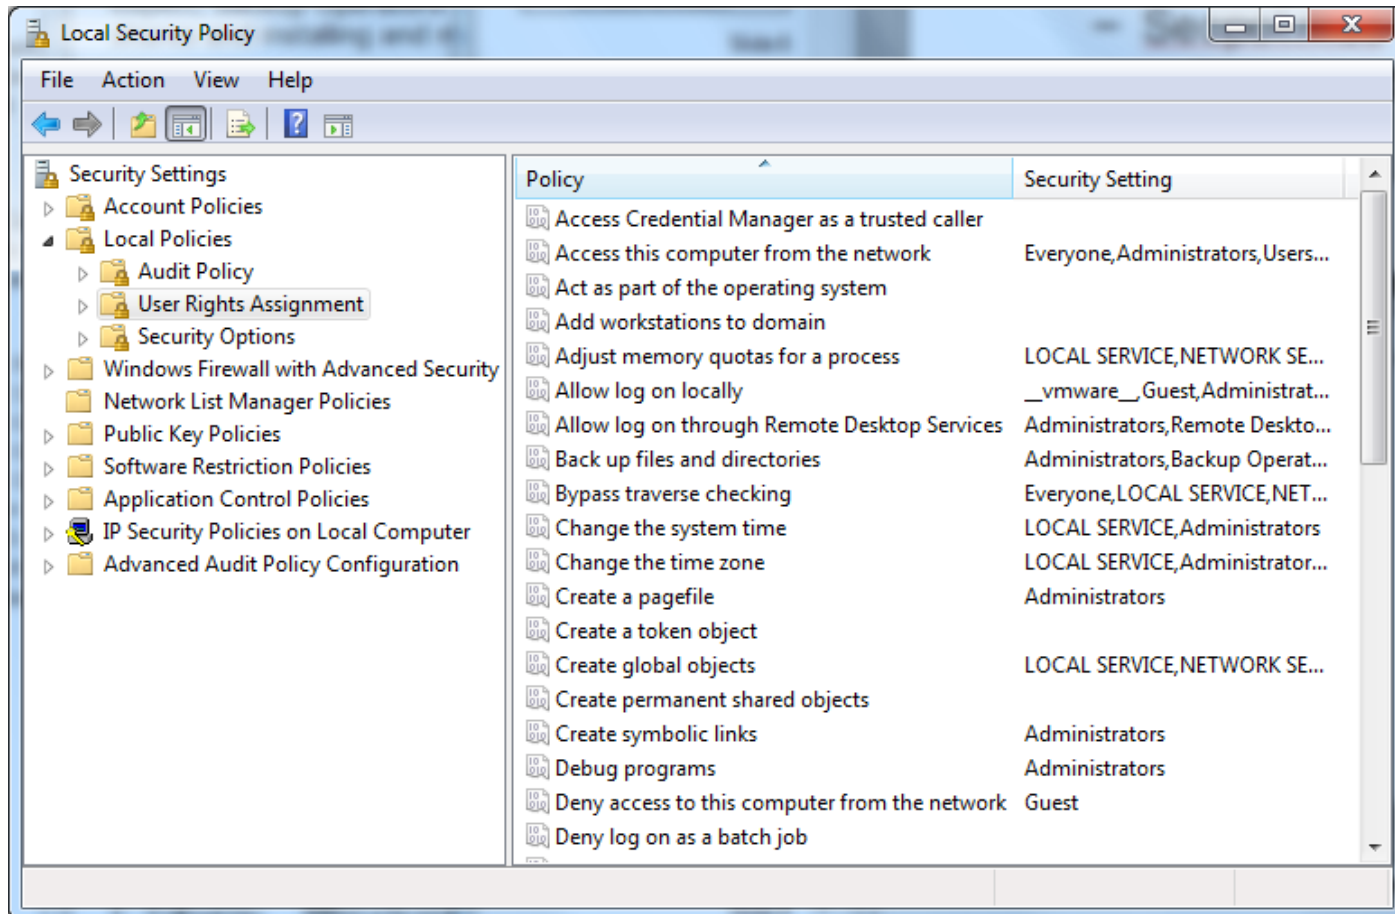 Local Security Policy
File Action View Help
Security Settings
Account Policies
Local Policies
Audit Policy
User Rights Assignment
Security Options
Windows Firewall with Advanced Security
Network List Manager Policies
Public Key Policies
Software Restriction Policies
Application Control Policies
IP Security Policies on Local Computer
Advanced Audit Policy Configuration
Policy Security Setting
Access Credential Manager as a trusted caller
Access this computer from the network Everyone,Administrators,Users...
Act as part of the operating system
Add workstations to domain
Adjust memory quotas for a process LOCAL SERVICE,NETWORK SE...
Allow log on locally __vmware__,Guest,Administrat...
Allow log on through Remote Desktop Services Administrators,Remote Deskto...
Back up files and directories Administrators,Backup Operat...
Bypass traverse checking Everyone,LOCAL SERVICE,NET...
Change the system time LOCAL SERVICE,Administrators
Change the time zone LOCAL SERVICE,Administrator...
Create a pagefile Administrators
Create a token object
Create global objects LOCAL SERVICE,NETWORK SE...
Create permanent shared objects
Create symbolic links Administrators
Debug programs Administrators
Deny access to this computer from the network Guest
Deny log on as a batch job